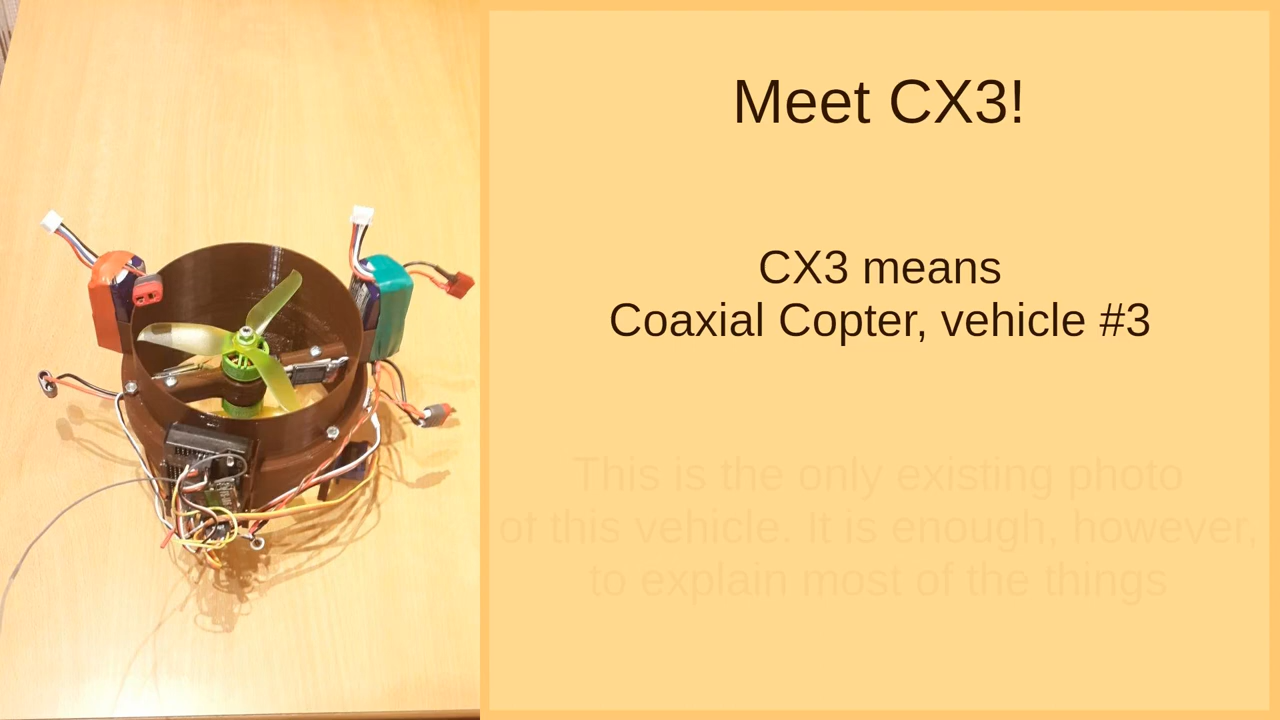 Meet CX3!
CX3 means
Coaxial Copter, vehicle #3
This is the only existing photo
of this vehicle. It is enough, however,
to explain most of the things